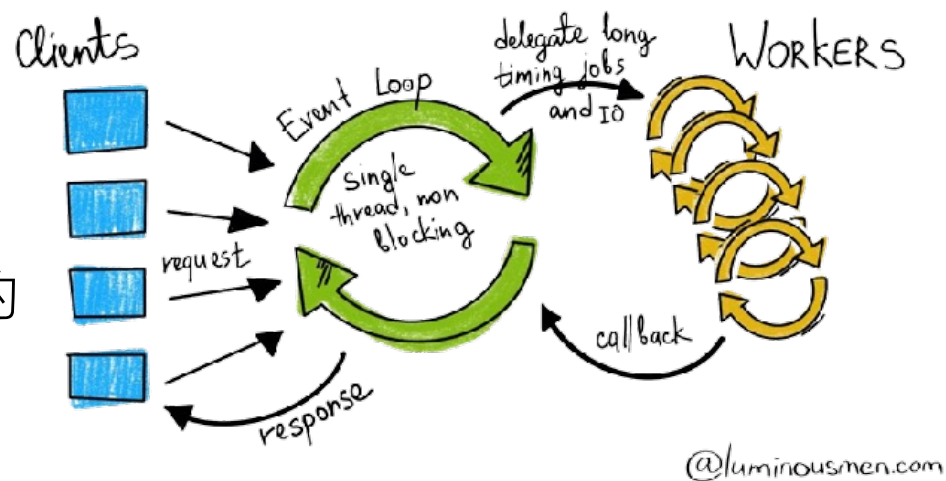 Clients
Event Loop
single
thread, non
blocking
delegate long
timing jobs
and IO
WORKERS
request
callback
response
@luminousmen.com